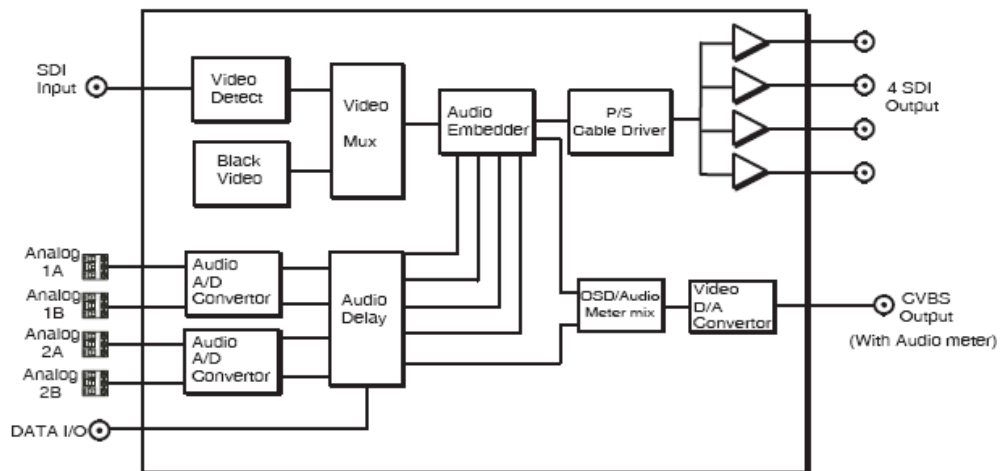 SDI
Input
Video
Detect
Video
Mux
Black
Video
Audio
Embedder
P/S
Cable Driver
4 SDI
Output
Analog
1A
Analog
1B
Analog
2A
Analog
2B
DATA I/O
Audio
A/D
Convertor
Audio
A/D
Convertor
Audio
Delay
OSD/Audio
Meter mix
Video
D/A
Convertor
CVBS
Output
(With Audio meter)